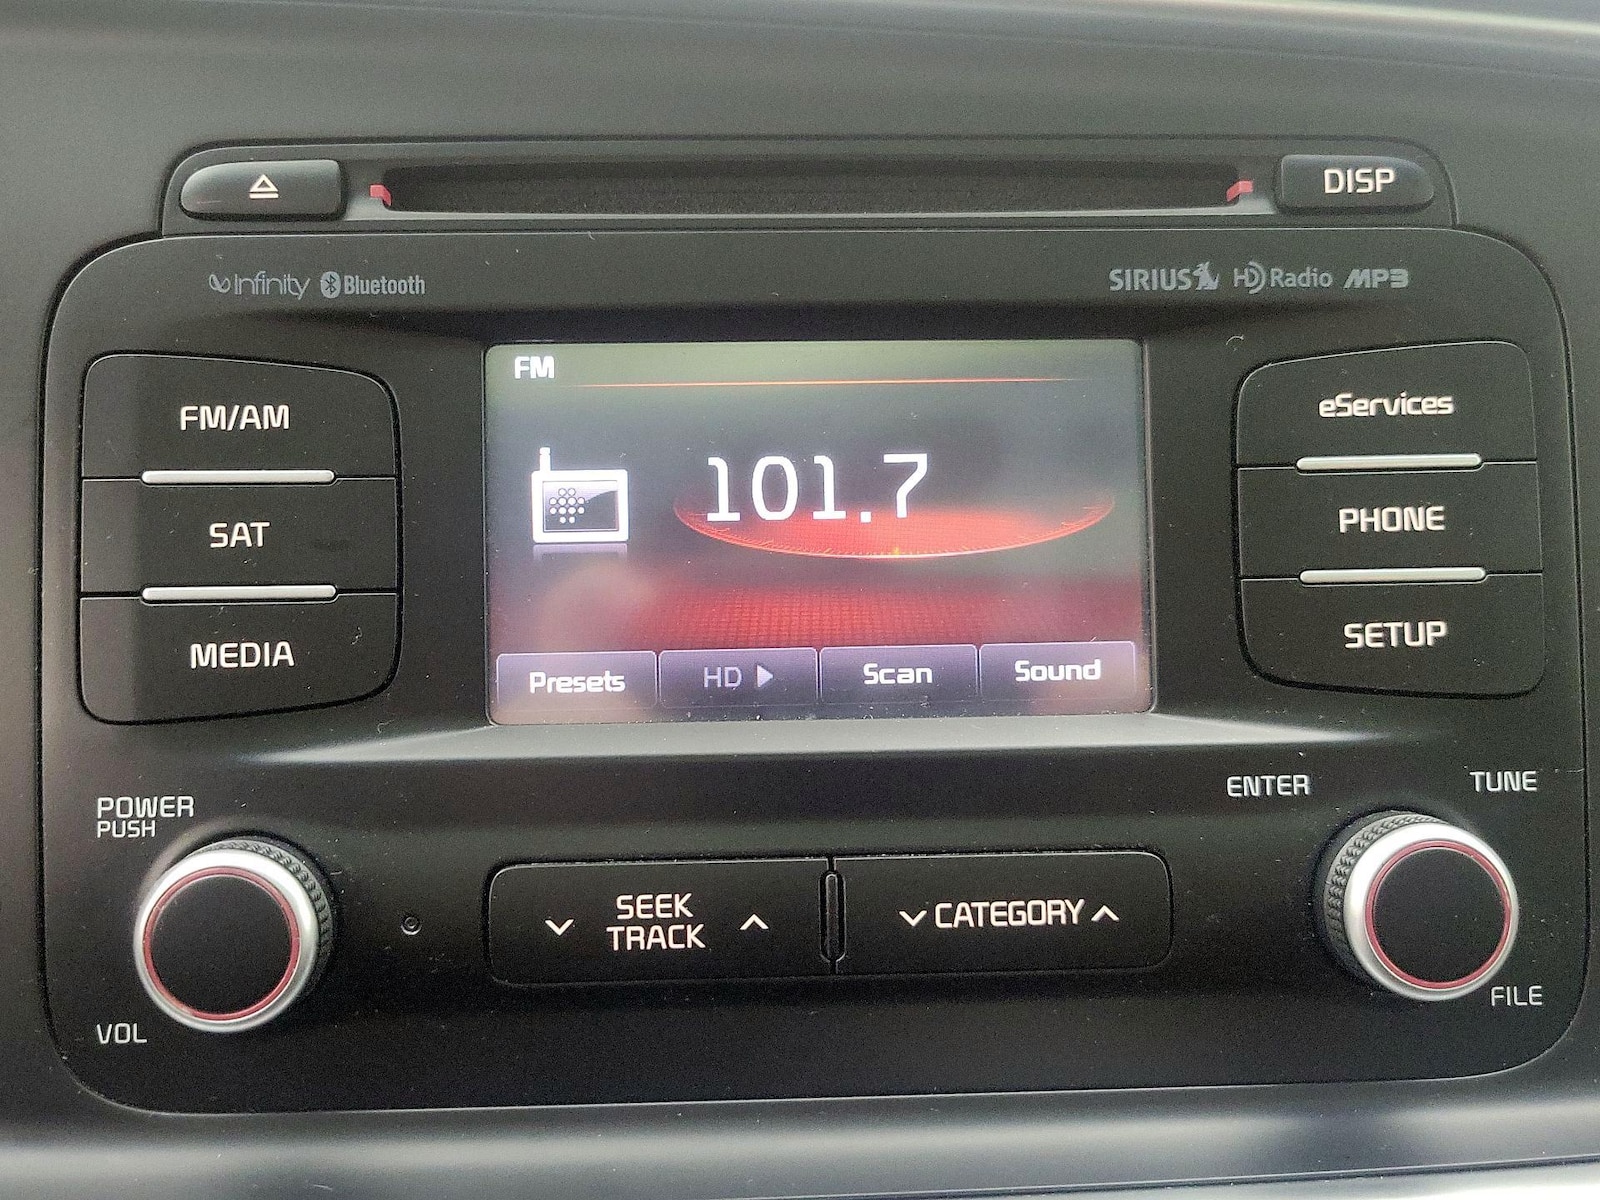 DISP
Infinity Bluetooth
SIRIUS HD Radio MP3
FM
FM/AM
SAT
MEDIA
101.7
Presets HD Scan Sound
eServices
PHONE
SETUP
POWER
PUSH
VOL
SEEK
TRACK
CATEGORY
ENTER
TUNE
FILE